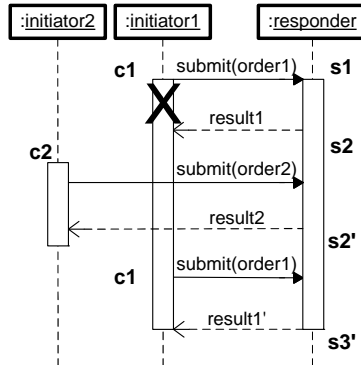 :initiator2 :initiator1 :responder
c1 submit(order1) s1
result1
s2
c2 submit(order2)
result2
s2'
c1 submit(order1)
result1'
s3'